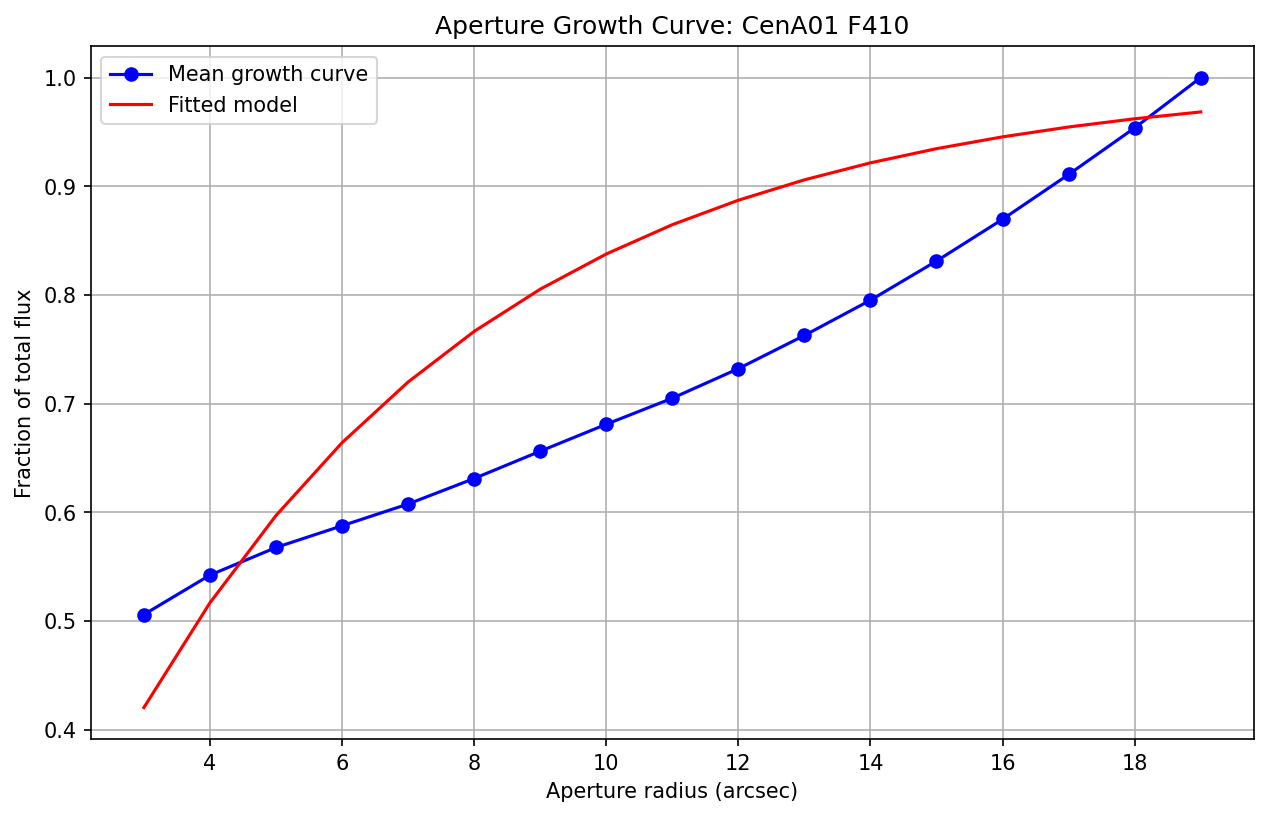 Aperture Growth Curve: CenA01 F410
Mean growth curve
Fitted model
Fraction of total flux
1.0
0.9
0.8
0.7
0.6
0.5
0.4
4 6 8 10 12 14 16 18
Aperture radius (arcsec)